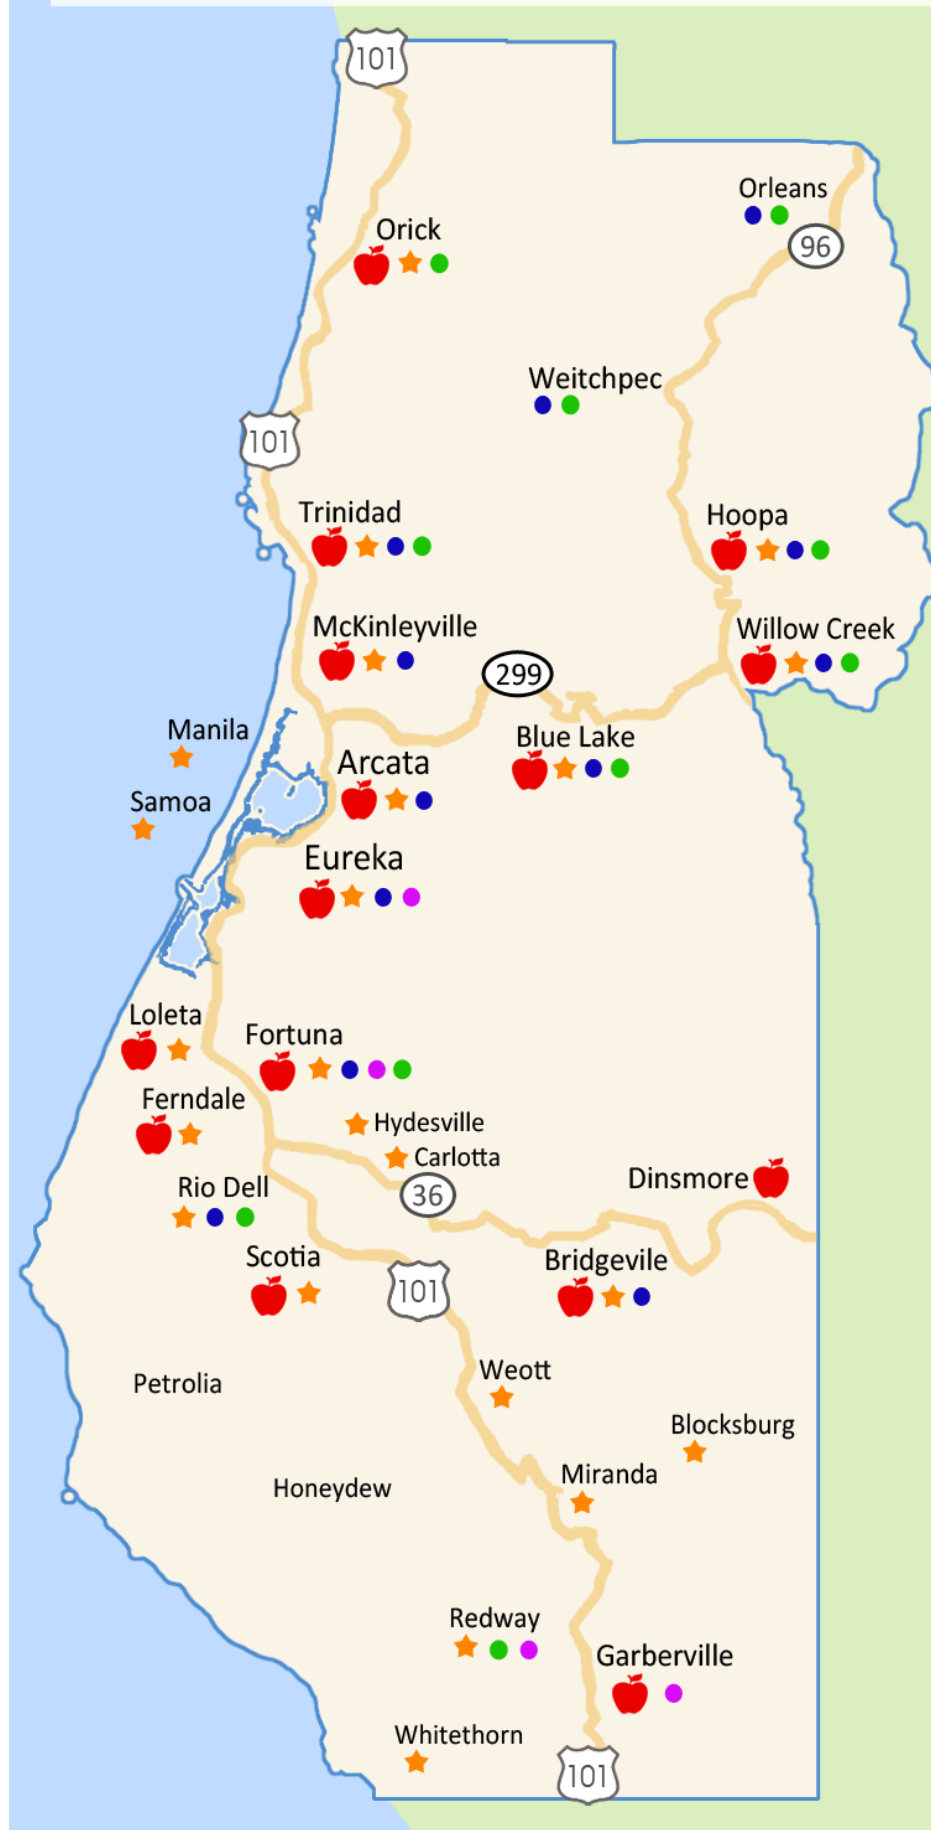 101
Orleans
96
Orick
Weitchpec
101
Trinidad
Hoopa
McKinleyville
Willow Creek
299
Manila
Blue Lake
Arcata
Samoa
Eureka
Loleta
Fortuna
Ferndale
Hydesville
Carlotta
Dinsmore
Rio Dell
36
Scotia
Bridgevile
101
Weott
Petrolia
Blocksburg
Miranda
Honeydew
Redway
Garberville
Whitethorn
101